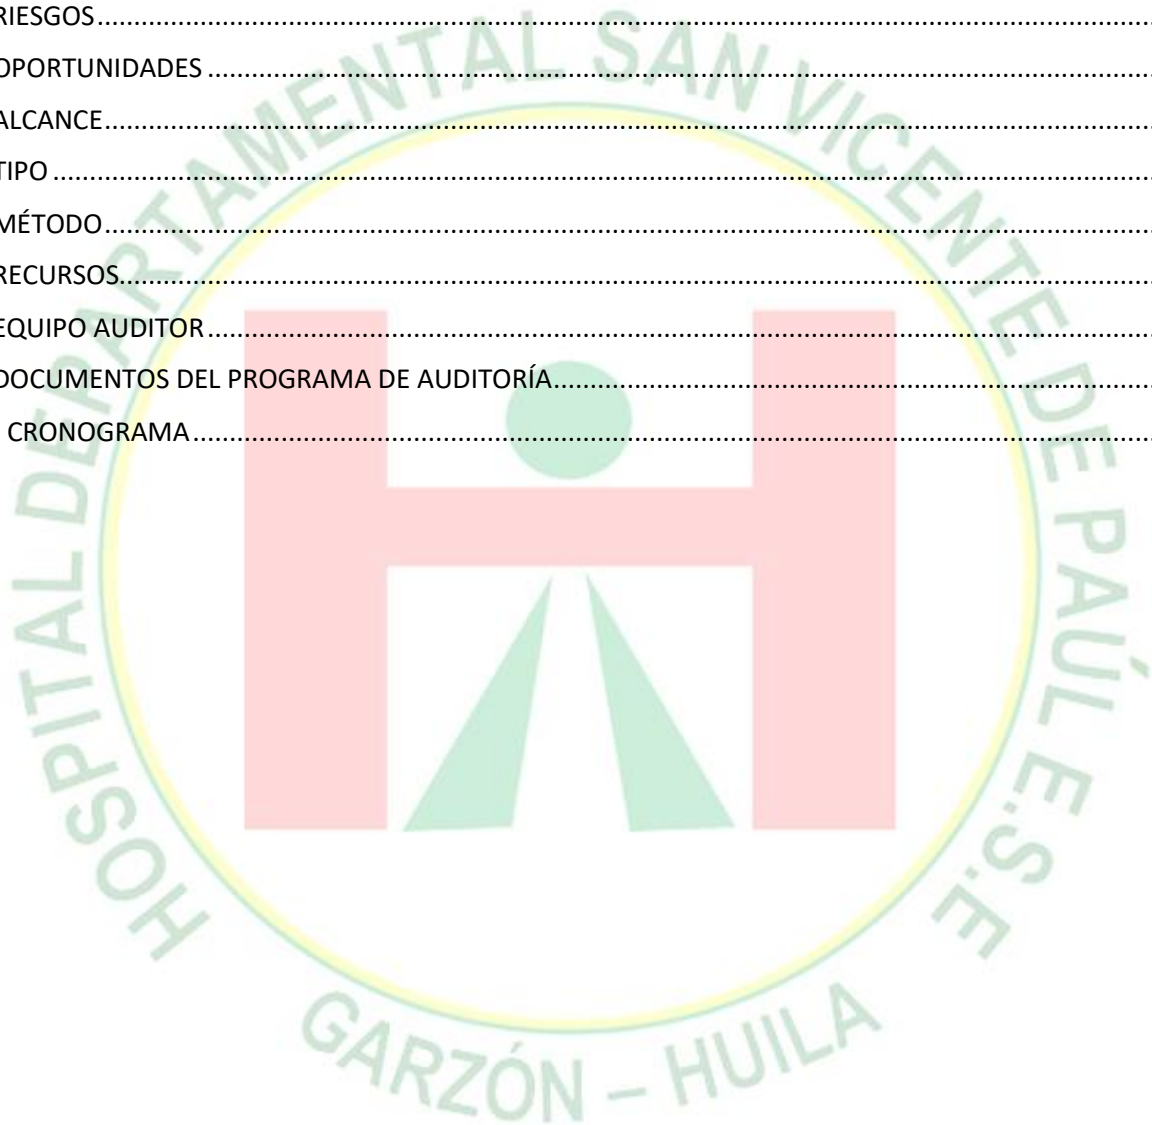 RIESGOS
OPORTUNIDADES
ALCANCE
TIPO
MÉTODO
RECURSOS
EQUIPO AUDITOR
DOCUMENTOS DEL PROGRAMA DE AUDITORÍA
CRONOGRAMA
HOSPITAL DEPARTAMENTAL SAN VICENTE DE PAÚL E.S.E
GARZÓN – HUILA